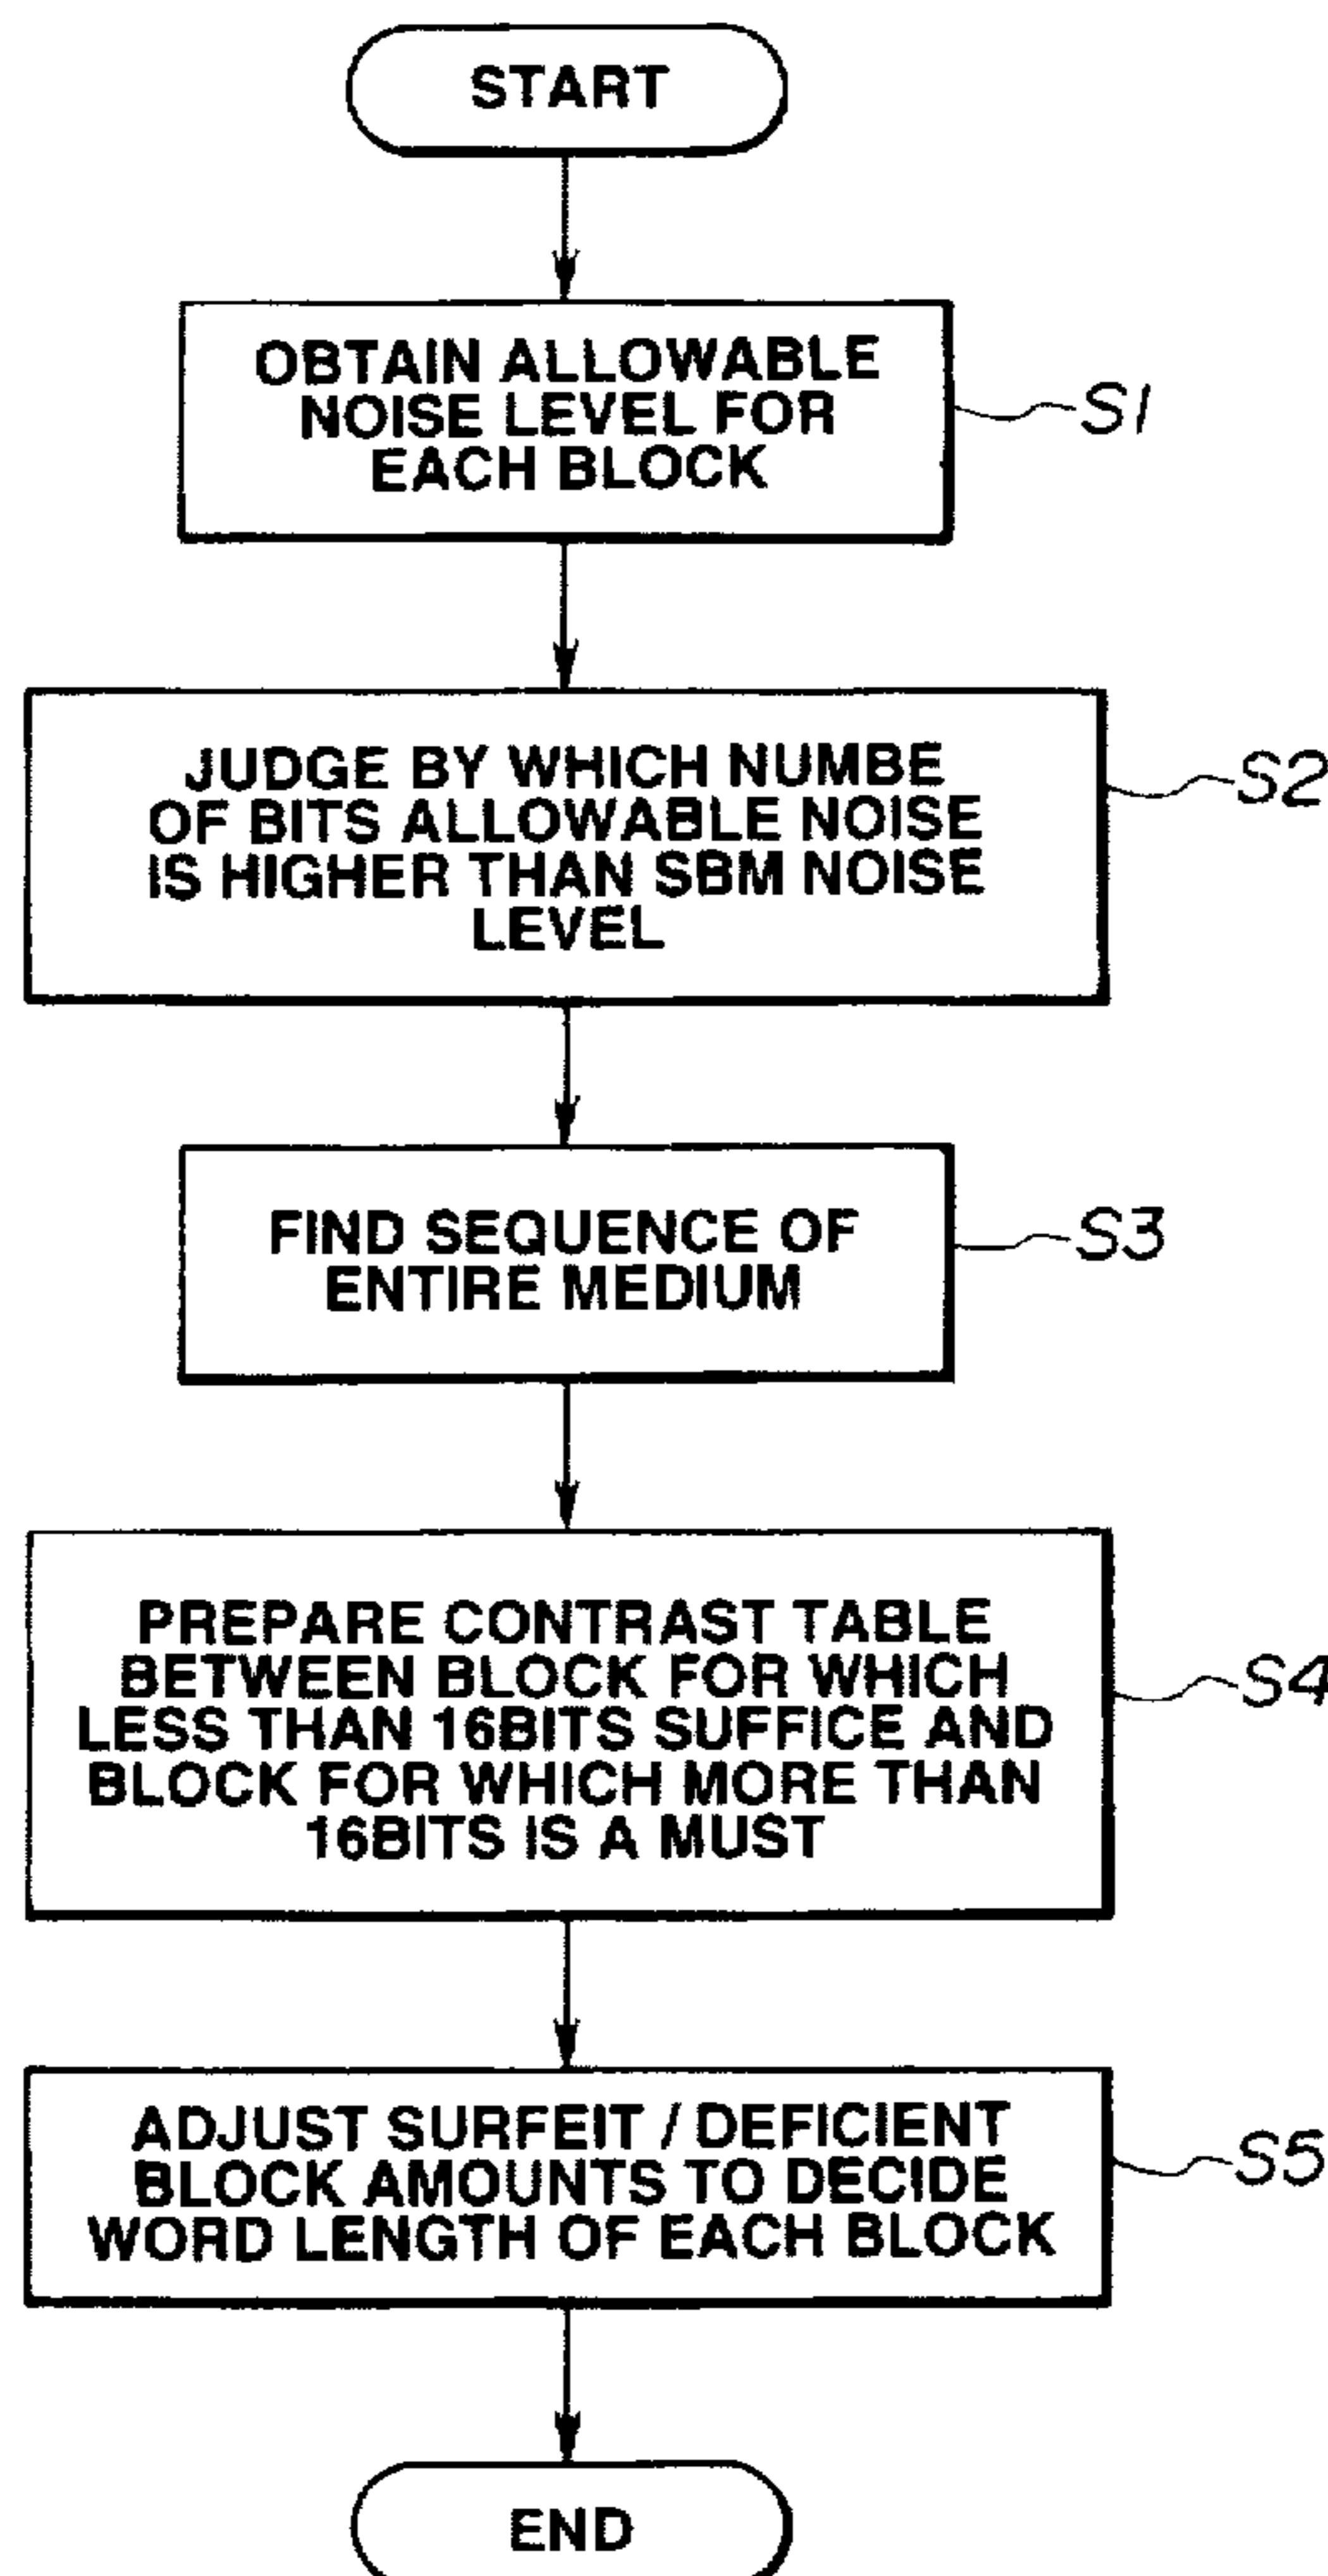 START
OBTAIN ALLOWABLE
NOISE LEVEL FOR
EACH BLOCK
S1
JUDGE BY WHICH NUMBE
OF BITS ALLOWABLE NOISE
IS HIGHER THAN SBM NOISE
LEVEL
S2
FIND SEQUENCE OF
ENTIRE MEDIUM
S3
PREPARE CONTRAST TABLE
BETWEEN BLOCK FOR WHICH
LESS THAN 16BITS SUFFICE AND
BLOCK FOR WHICH MORE THAN
16BITS IS A MUST
S4
ADJUST SURFEIT / DEFICIENT
BLOCK AMOUNTS TO DECIDE
WORD LENGTH OF EACH BLOCK
S5
END